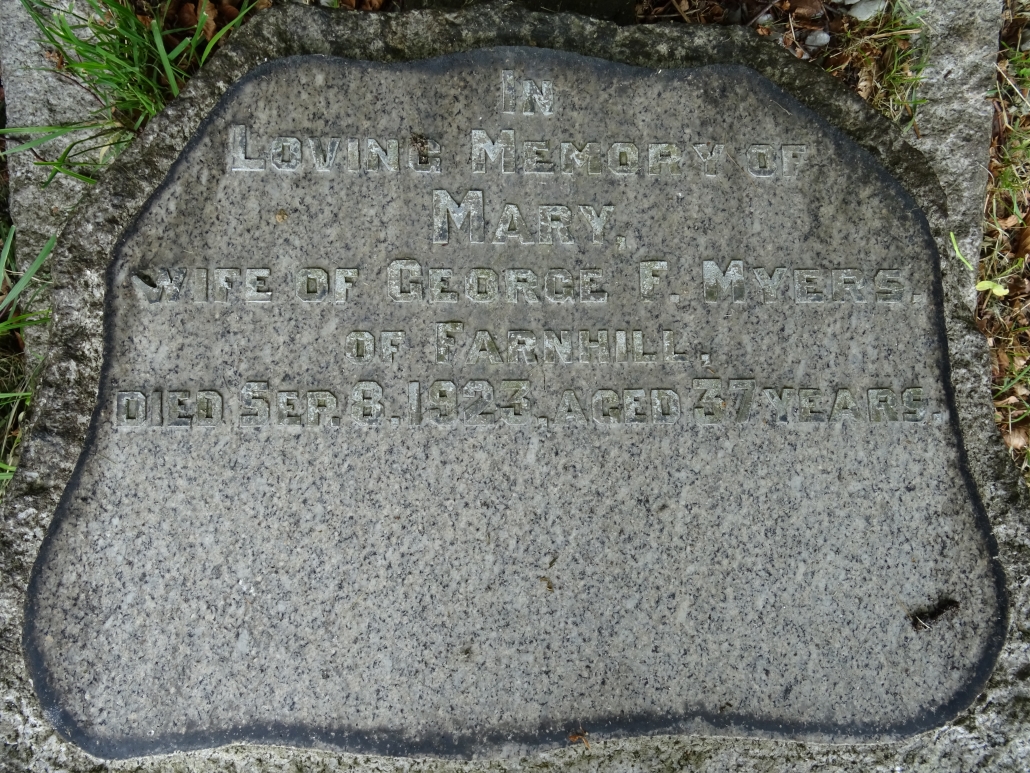 IN
LOVING MEMORY OF
MARY,
WIFE OF GEORGE F. MYERS.
OF FARNHILL,
DIED SEP. 8. 1923, AGED 37 YEARS.